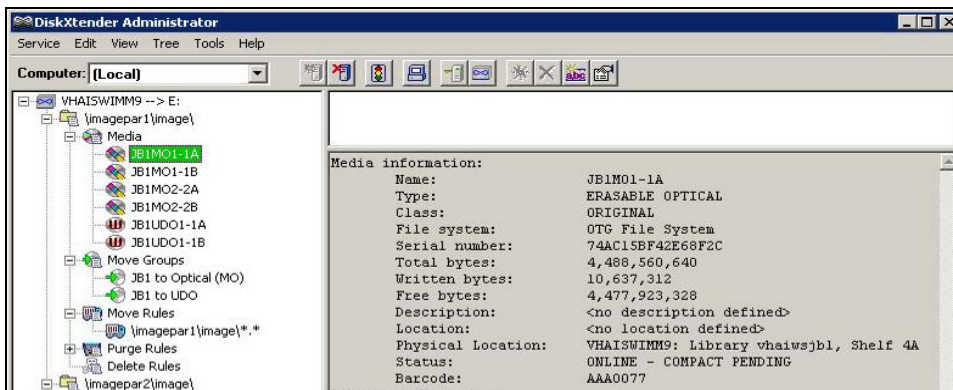 DiskXtender Administrator
Service Edit View Tree Tools Help
Computer: (Local)
abc
VHAISWIMM9 --> E:
\imagepar1\image\
Media
JB1MO1-1A
JB1MO1-1B
JB1MO2-2A
JB1MO2-2B
JB1UDO1-1A
JB1UDO1-1B
Move Groups
JB1 to Optical (MO)
JB1 to UDO
Move Rules
\imagepar1\image\*.*
Purge Rules
Delete Rules
\imagepar2\image\
Media information:
Name: JB1MO1-1A
Type: ERASABLE OPTICAL
Class: ORIGINAL
File system: OTG File System
Serial number: 74AC15BF42E68F2C
Total bytes: 4,488,560,640
Written bytes: 10,637,312
Free bytes: 4,477,923,328
Description: <no description defined>
Location: <no location defined>
Physical Location: VHAISWIMM9: Library vhaiwsjb1, Shelf 4A
Status: ONLINE - COMPACT PENDING
Barcode: AAA0077